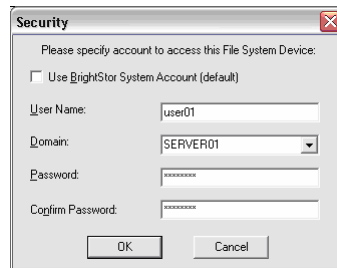 Security
Please specify account to access this File System Device:
Use BrightStor System Account (default)
User Name: user01
Domain: SERVER01
Password: ********
Confirm Password: ********
OK Cancel